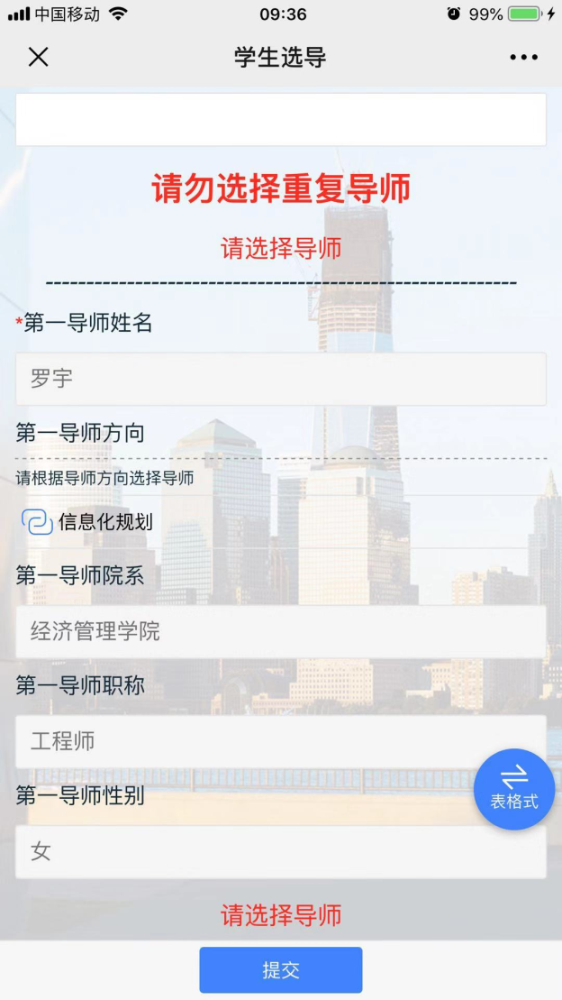 中国移动 09:36 99%
学生选导
请勿选择重复导师
请选择导师
------------------------------------------------------------
*第一导师姓名
罗宇
第一导师方向
请根据导师方向选择导师
信息化规划
第一导师院系
经济管理学院
第一导师职称
工程师
表格式
第一导师性别
女
请选择导师
提交